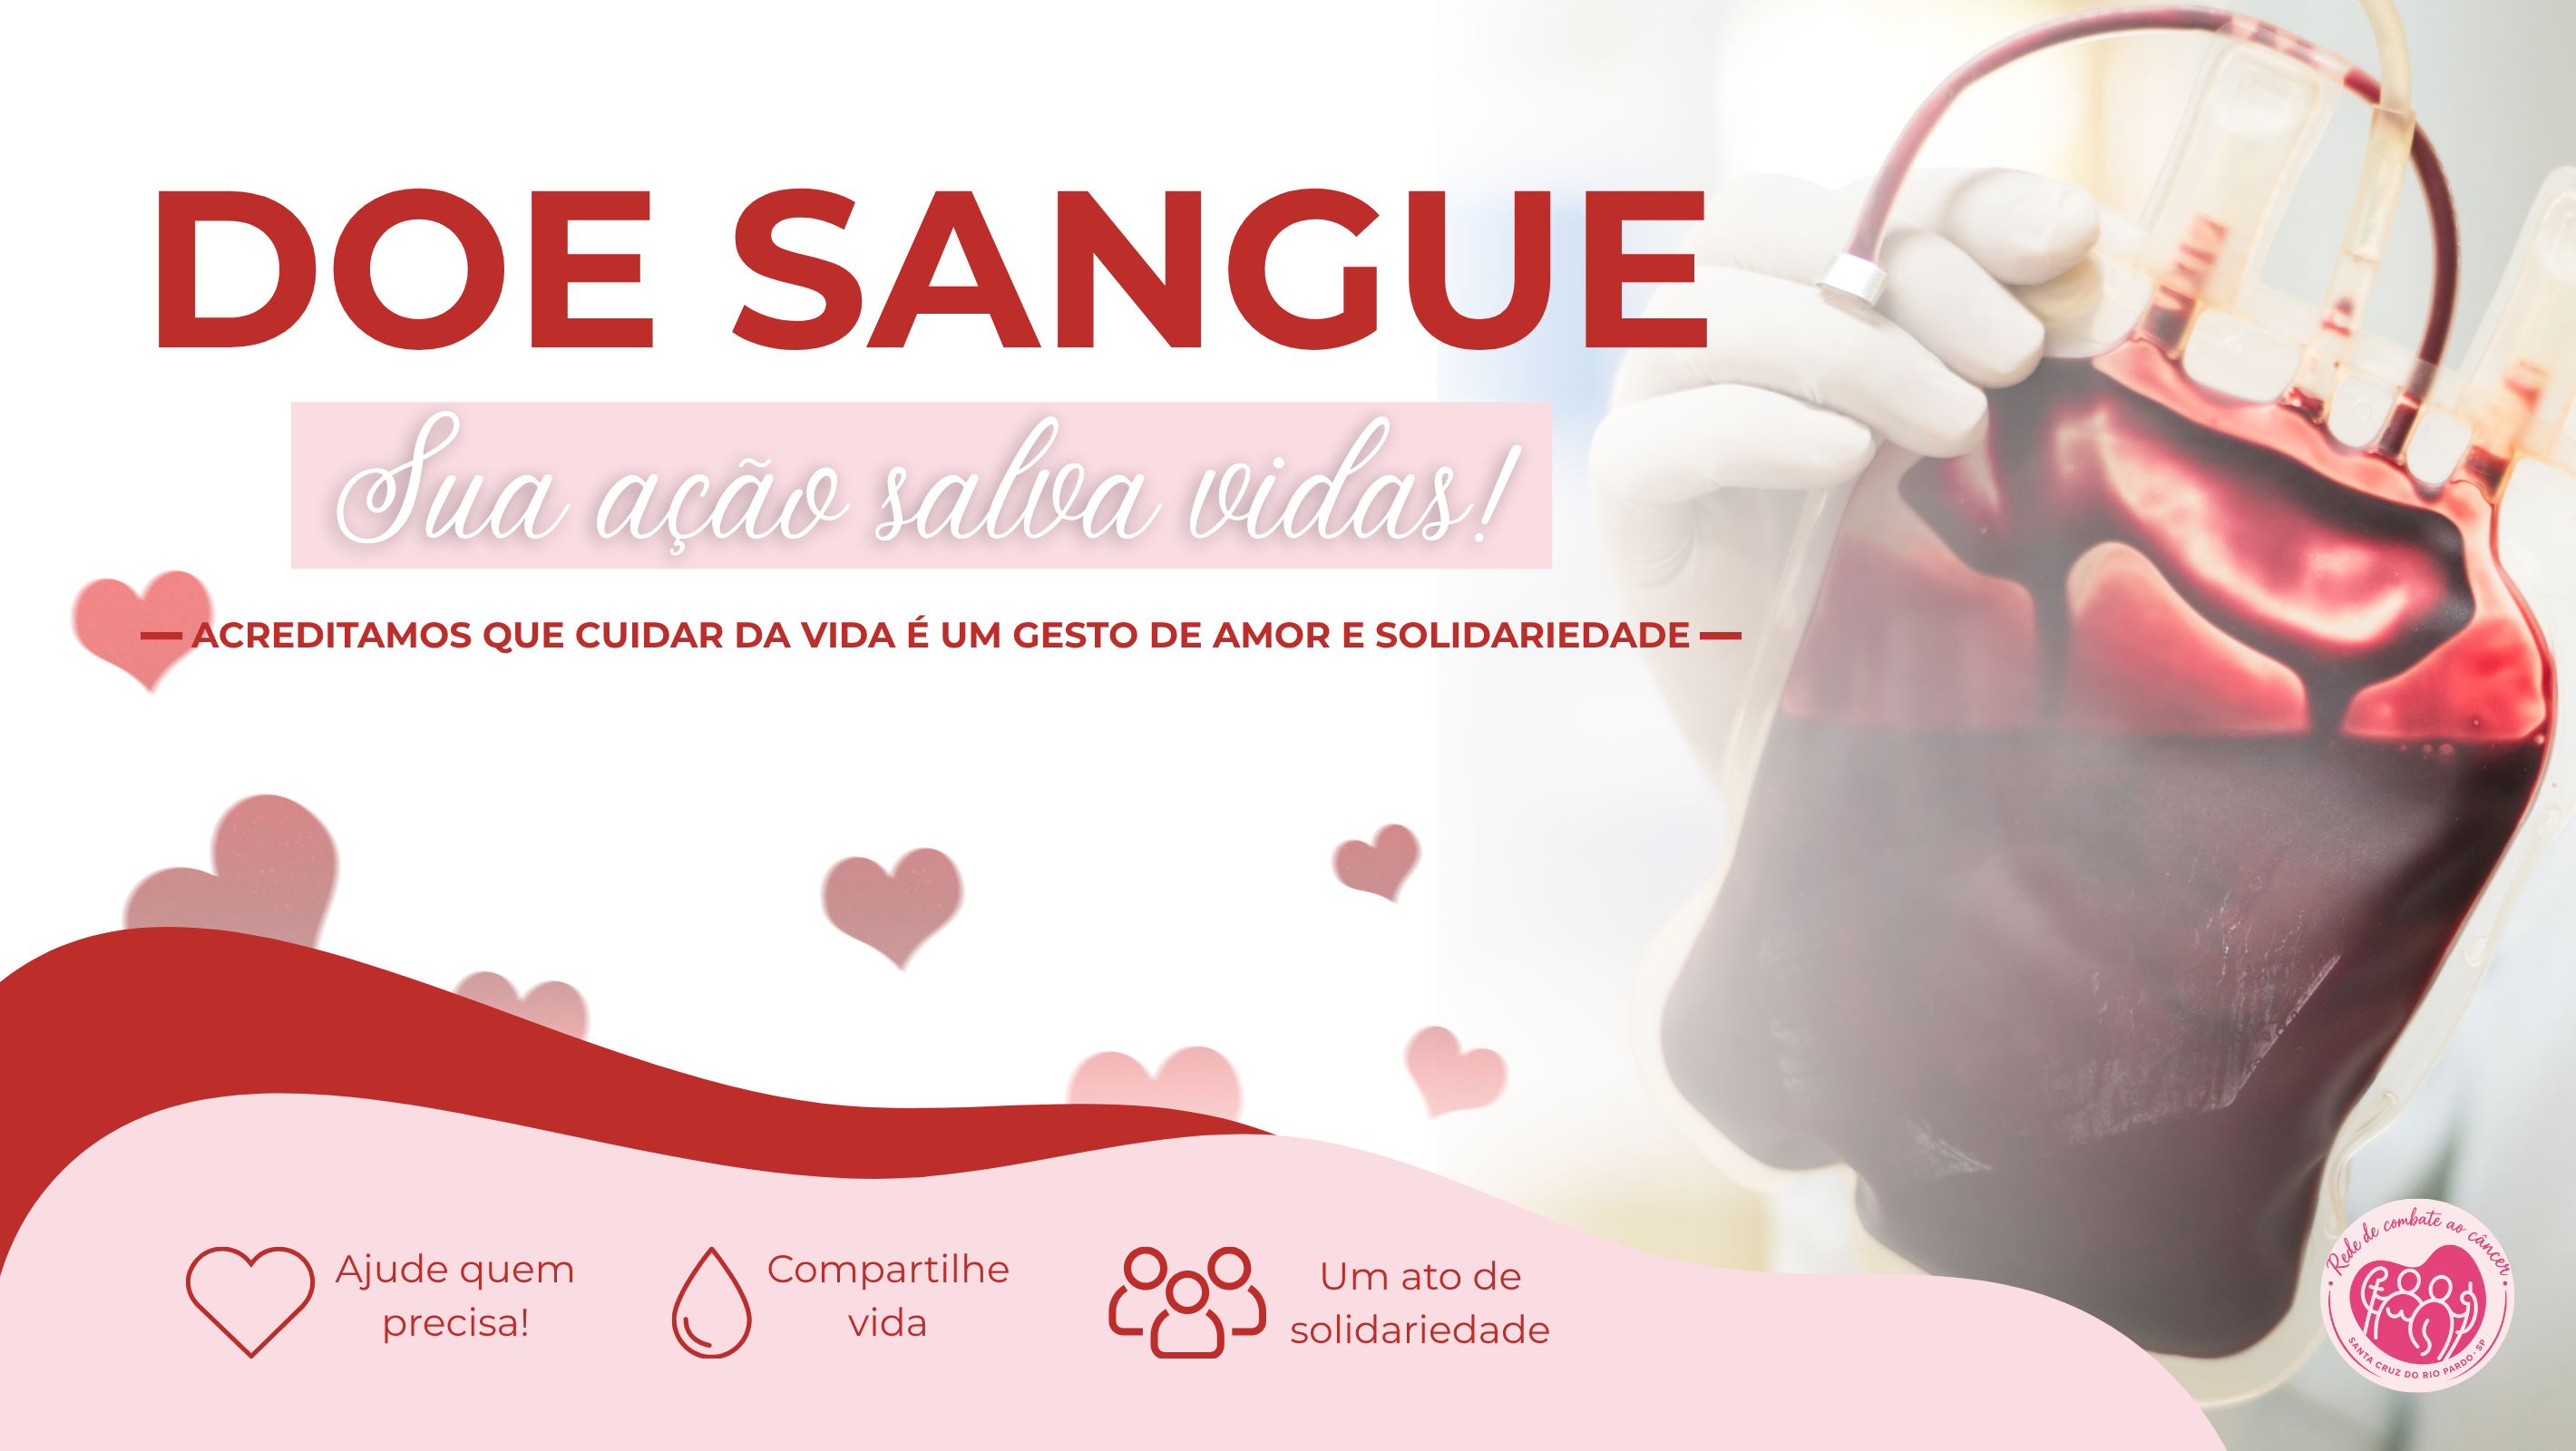 DOE SANGUE
Sua ação salva vidas!
— ACREDITAMOS QUE CUIDAR DA VIDA É UM GESTO DE AMOR E SOLIDARIEDADE —
Ajude quem
precisa!
Compartilhe
vida
Um ato de
solidariedade
• Rede de combate ao câncer •
SANTA CRUZ DO RIO PARDO - SP